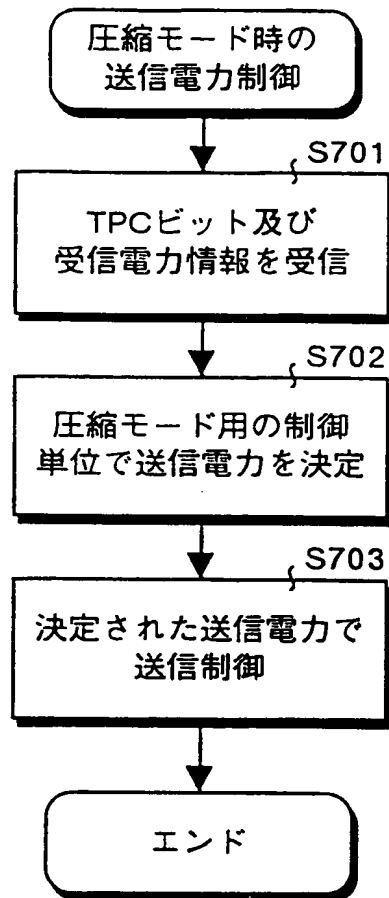 圧縮モード時の
送信電力制御
S701
TPCビット及び
受信電力情報を受信
S702
圧縮モード用の制御
単位で送信電力を決定
S703
決定された送信電力で
送信制御
エンド